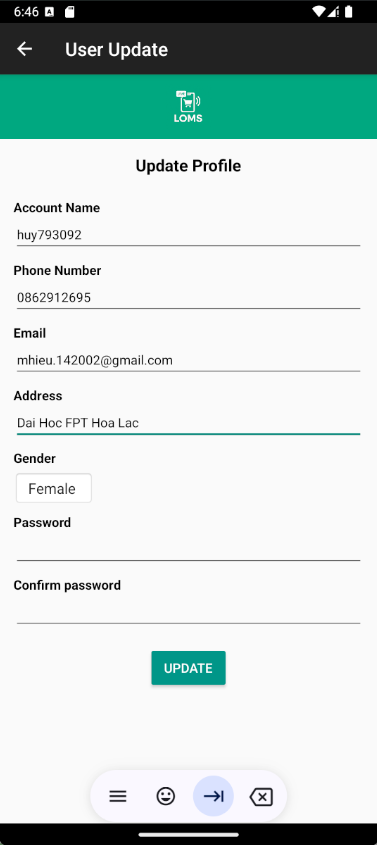 6:46
User Update
LOMS
Update Profile
Account Name
huy793092
Phone Number
0862912695
Email
mhieu.142002@gmail.com
Address
Dai Hoc FPT Hoa Lac
Gender
Female
Password
Confirm password
UPDATE